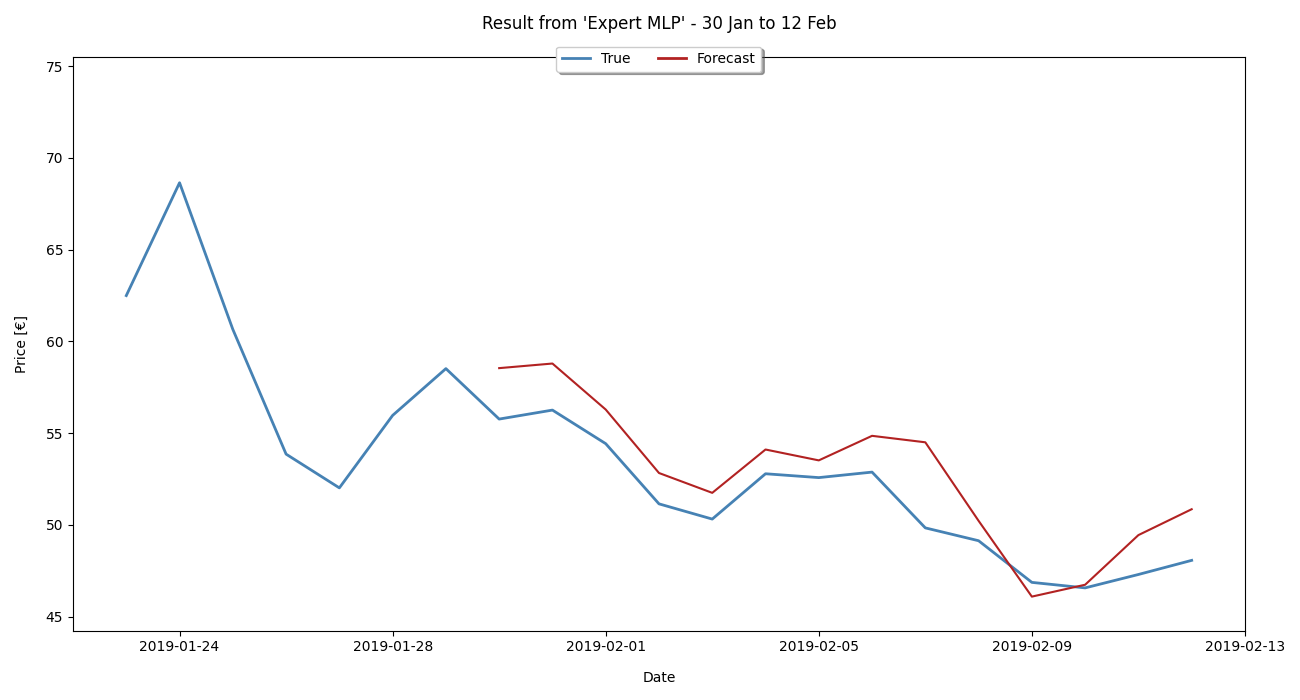 Result from 'Expert MLP' - 30 Jan to 12 Feb
True Forecast
75
70
65
60
55
50
45
Price [€]
2019-01-24 2019-01-28 2019-02-01 2019-02-05 2019-02-09 2019-02-13
Date